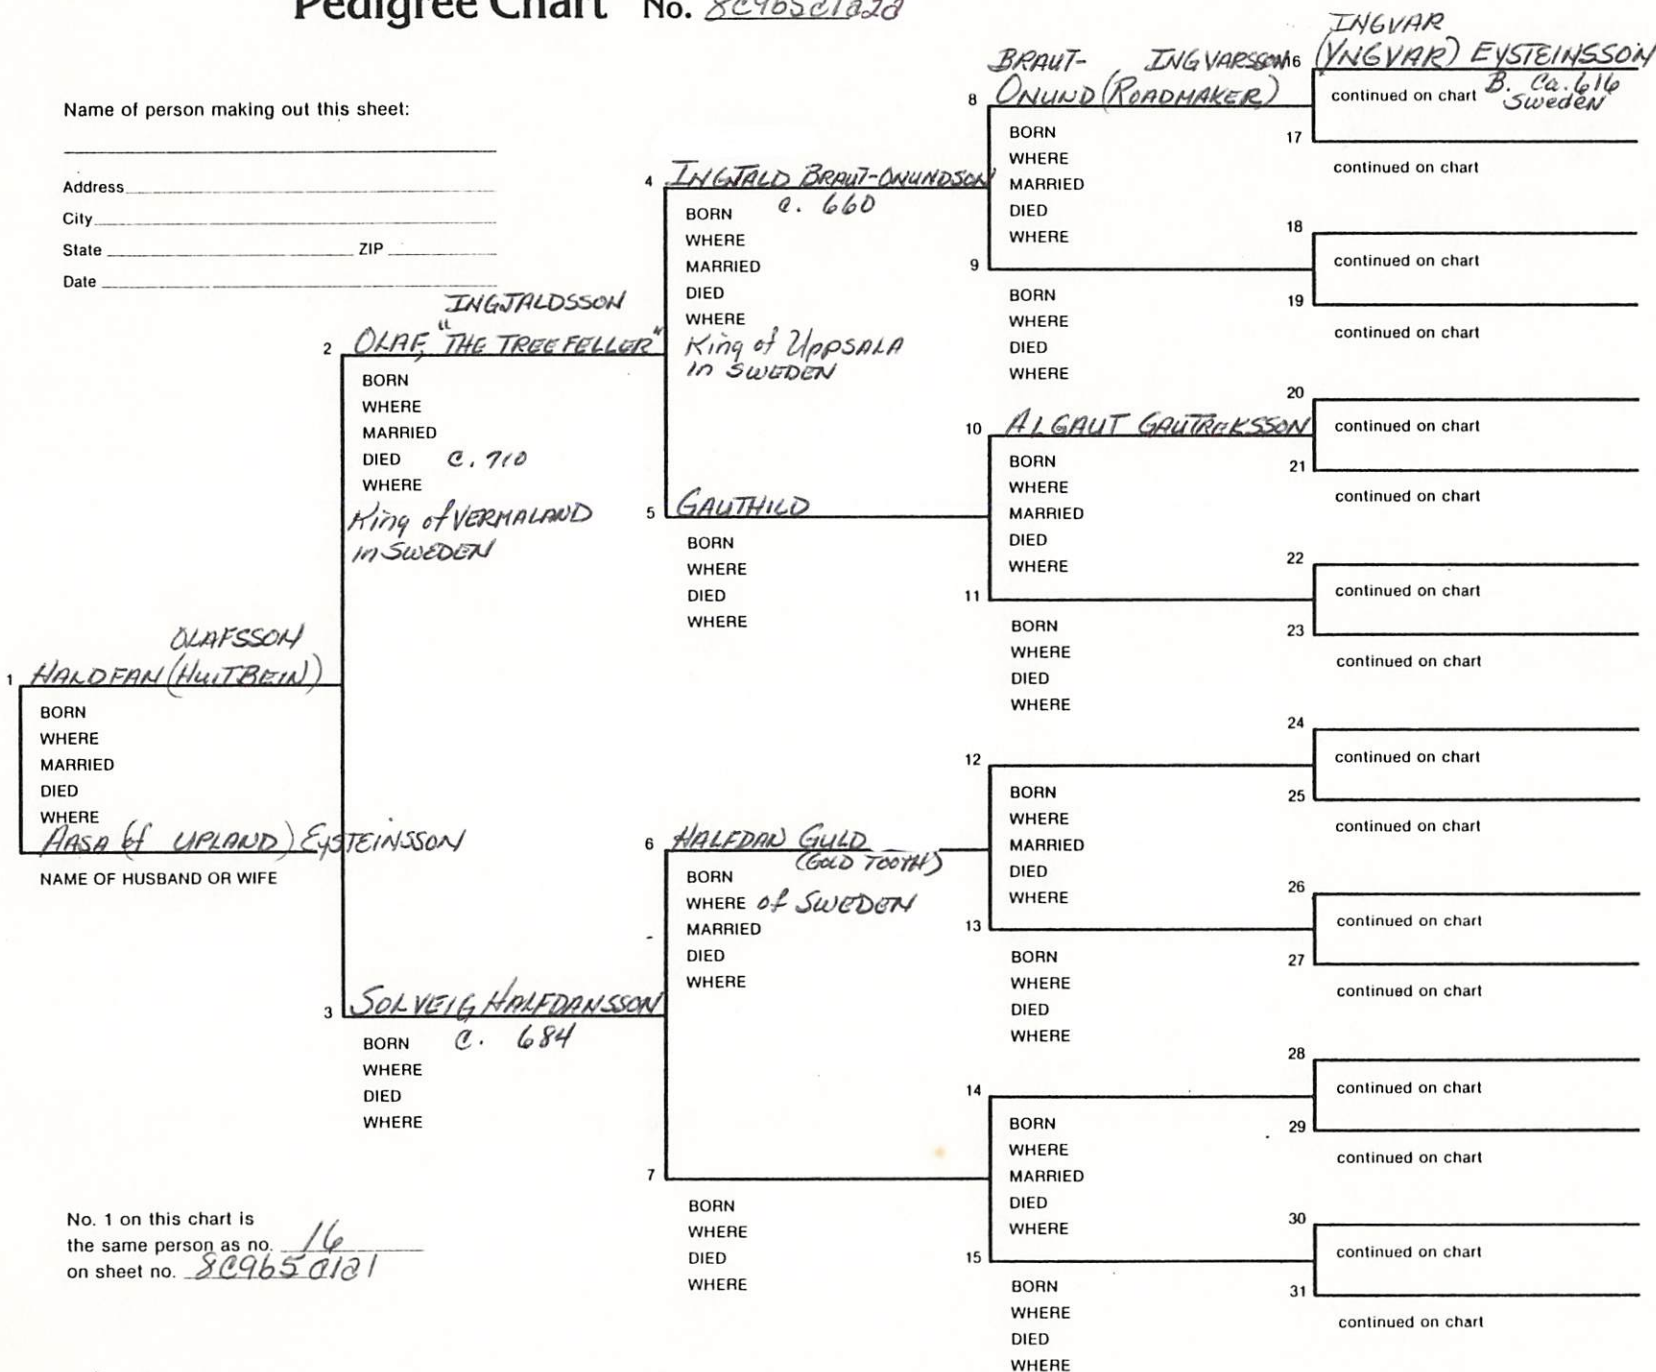 Pedigree Chart No. 8C9b5a1a2a
Name of person making out this sheet:
Address
City
State ZIP
Date
1
OLAFSSON
HALDFAN (HUITBEIN)
BORN
WHERE
MARRIED
DIED
WHERE
AASA (of UPLAND) EYSTEINSSON
NAME OF HUSBAND OR WIFE
No. 1 on this chart is
the same person as no. 16
on sheet no. 8C9b5a1a1
INGJALDSSON
2 OLAF, "THE TREE FELLER"
BORN
WHERE
MARRIED
DIED C. 710
WHERE
King of VERMALAND
in SWEDEN
3 SOLVEIG HALFDANSSON
BORN C. 684
WHERE
DIED
WHERE
4 INGJALD BRAUT-ONUNDSON
BORN C. 660
WHERE
MARRIED
DIED
WHERE
King of UPPSALA
in SWEDEN
5 GAUTHILD
BORN
WHERE
DIED
WHERE
6 HALFDAN GULD
(GOLD TOOTH)
BORN
WHERE of SWEDEN
MARRIED
DIED
WHERE
7
BORN
WHERE
DIED
WHERE
BRAUT- INGVARSSON
8 ONUND (ROADMAKER)
BORN
WHERE
MARRIED
DIED
WHERE
9
BORN
WHERE
DIED
WHERE
10 ALGAUT GAUTREKSSON
BORN
WHERE
MARRIED
DIED
WHERE
11
BORN
WHERE
DIED
WHERE
12
BORN
WHERE
MARRIED
DIED
WHERE
13
BORN
WHERE
DIED
WHERE
14
BORN
WHERE
MARRIED
DIED
WHERE
15
BORN
WHERE
DIED
WHERE
INGVAR
16 (YNGVAR) EYSTEINSSON
continued on chart B. Ca. 616
Sweden
17
continued on chart
18
continued on chart
19
continued on chart
20
continued on chart
21
continued on chart
22
continued on chart
23
continued on chart
24
continued on chart
25
continued on chart
26
continued on chart
27
continued on chart
28
continued on chart
29
continued on chart
30
continued on chart
31
continued on chart